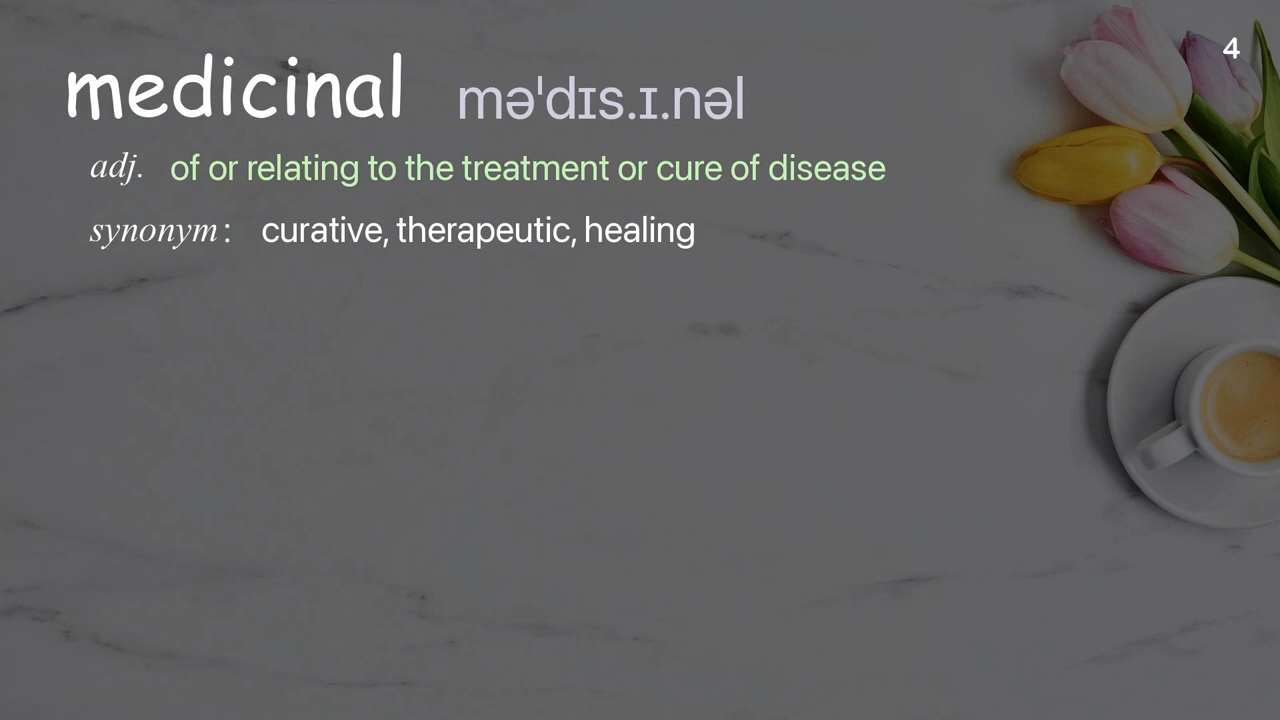 4
medicinal məˈdɪs.ɪ.nəl
adj. of or relating to the treatment or cure of disease
synonym : curative, therapeutic, healing